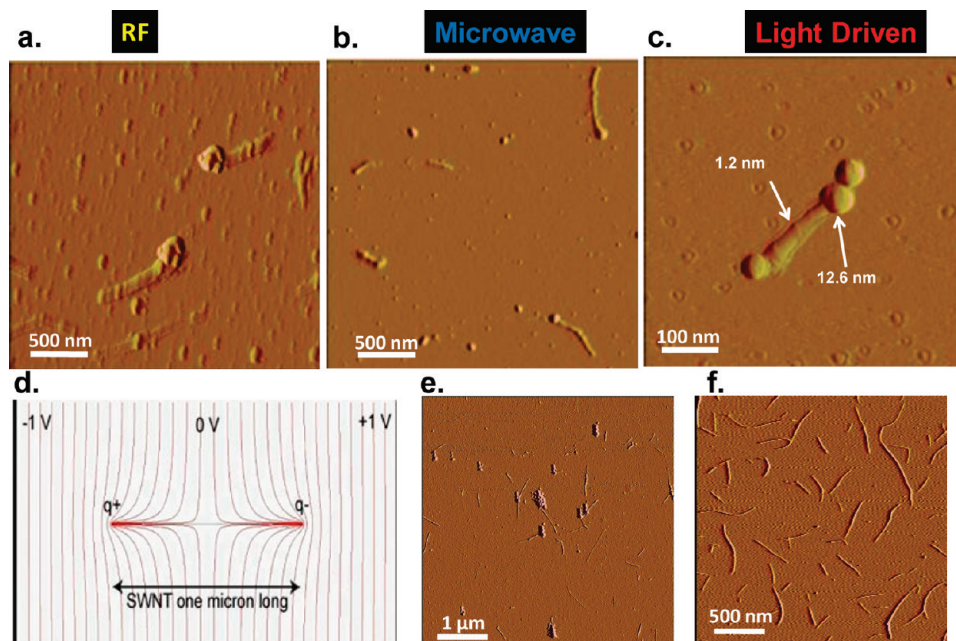 a.
RF
b.
Microwave
c.
Light Driven
500 nm
500 nm
1.2 nm
12.6 nm
100 nm
d.
-1 V
0 V
+1 V
q+
q-
SWNT one micron long
e.
1 μm
f.
500 nm